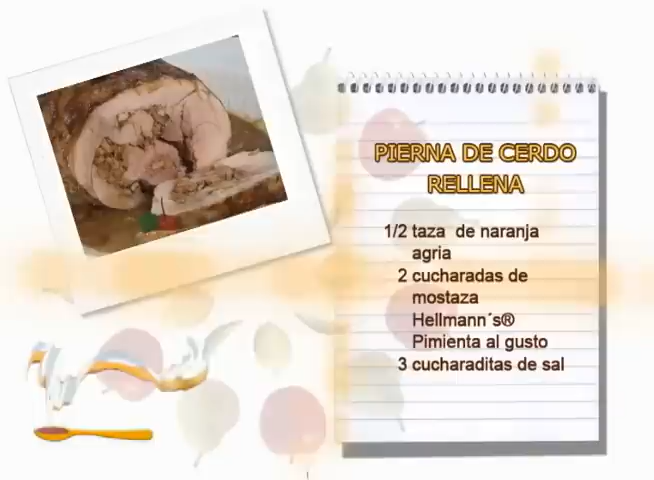 PIERNA DE CERDO
RELLENA
1/2 taza de naranja
agria
2 cucharadas de
mostaza
Hellmann´s®
Pimienta al gusto
3 cucharaditas de sal